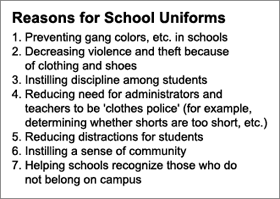 Reasons for School Uniforms
1. Preventing gang colors, etc. in schools
2. Decreasing violence and theft because
of clothing and shoes
3. Instilling discipline among students
4. Reducing need for administrators and
teachers to be 'clothes police' (for example,
determining whether shorts are too short, etc.)
5. Reducing distractions for students
6. Instilling a sense of community
7. Helping schools recognize those who do
not belong on campus